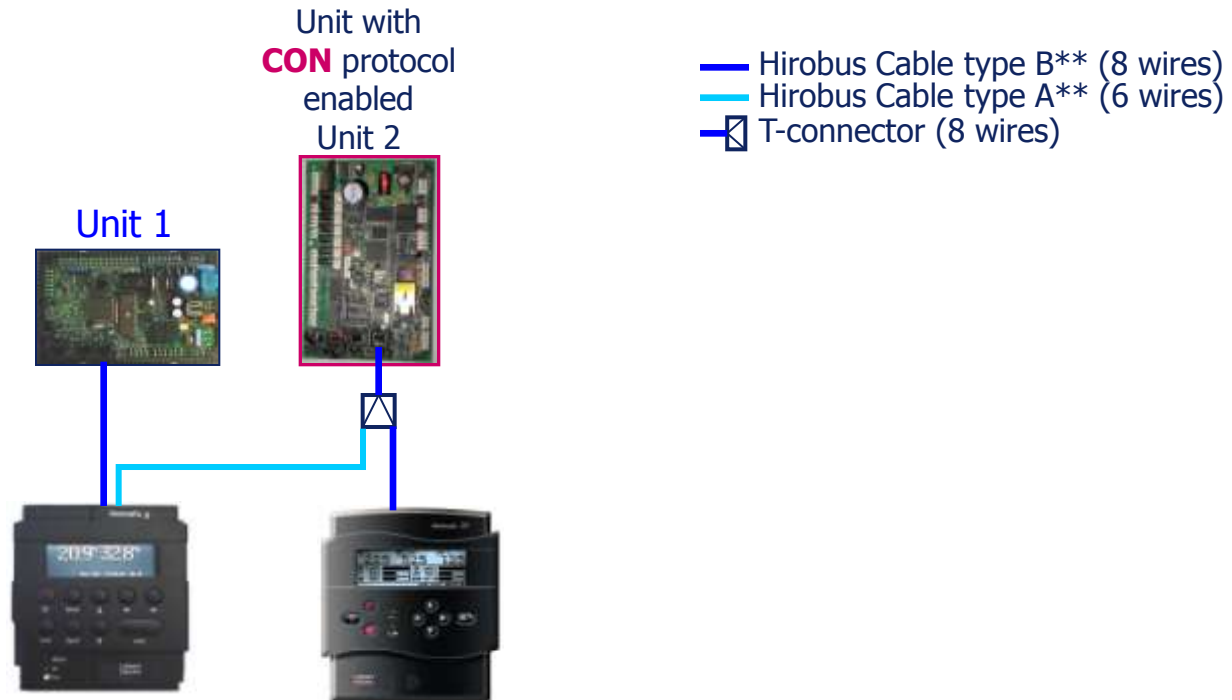 Unit with
CON protocol
enabled
Unit 2
Hirobus Cable type B** (8 wires)
Hirobus Cable type A** (6 wires)
T-connector (8 wires)
Unit 1